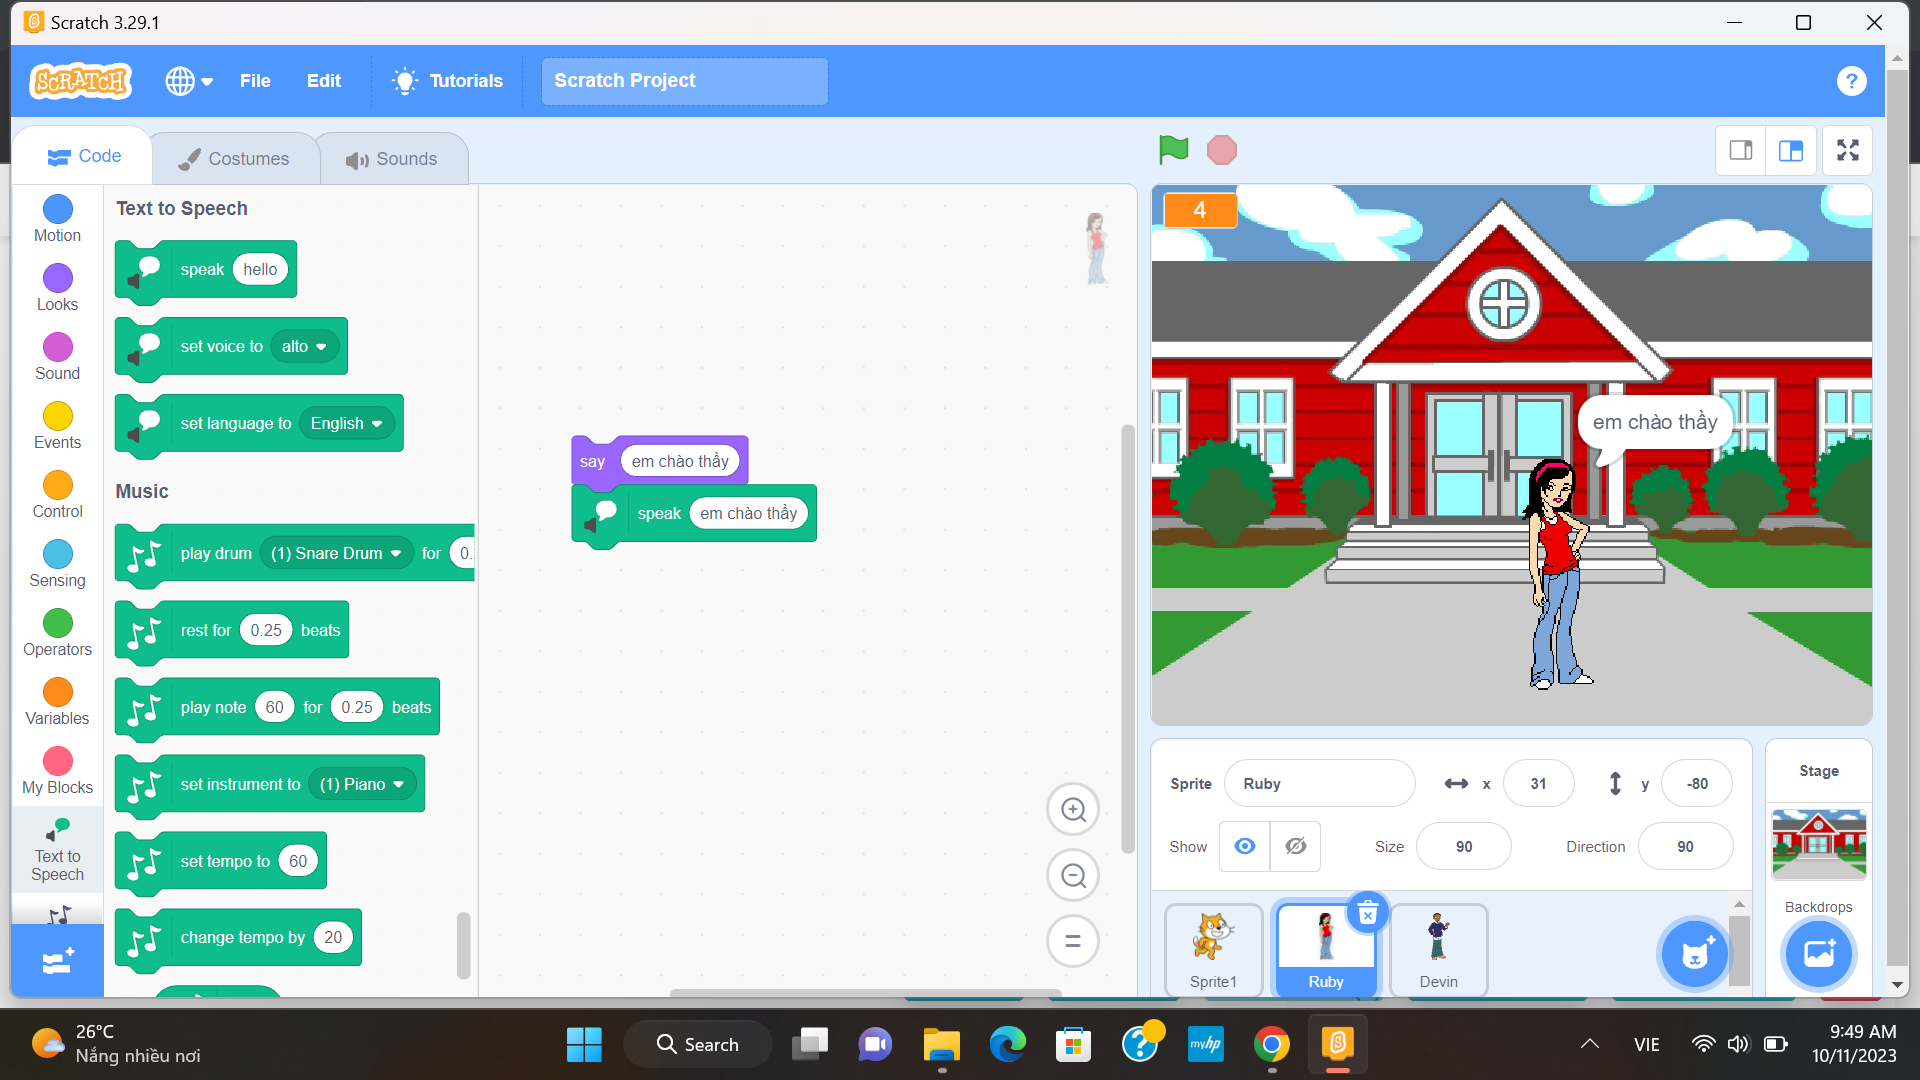 Scratch 3.29.1
SCRATCH File Edit Tutorials Scratch Project ?
Code Costumes Sounds
Motion
Looks
Sound
Events
Control
Sensing
Operators
Variables
My Blocks
Text to
Speech
Text to Speech
speak hello
set voice to alto
set language to English
Music
play drum (1) Snare Drum for 0.
rest for 0.25 beats
play note 60 for 0.25 beats
set instrument to (1) Piano
set tempo to 60
change tempo by 20
say em chào thầy
speak em chào thầy
4
em chào thầy
Sprite Ruby x 31 y -80
Show Size 90 Direction 90
Sprite1 Ruby Devin
Stage
Backdrops
26°C
Nắng nhiều nơi
Search
myhp
VIE
9:49 AM
10/11/2023